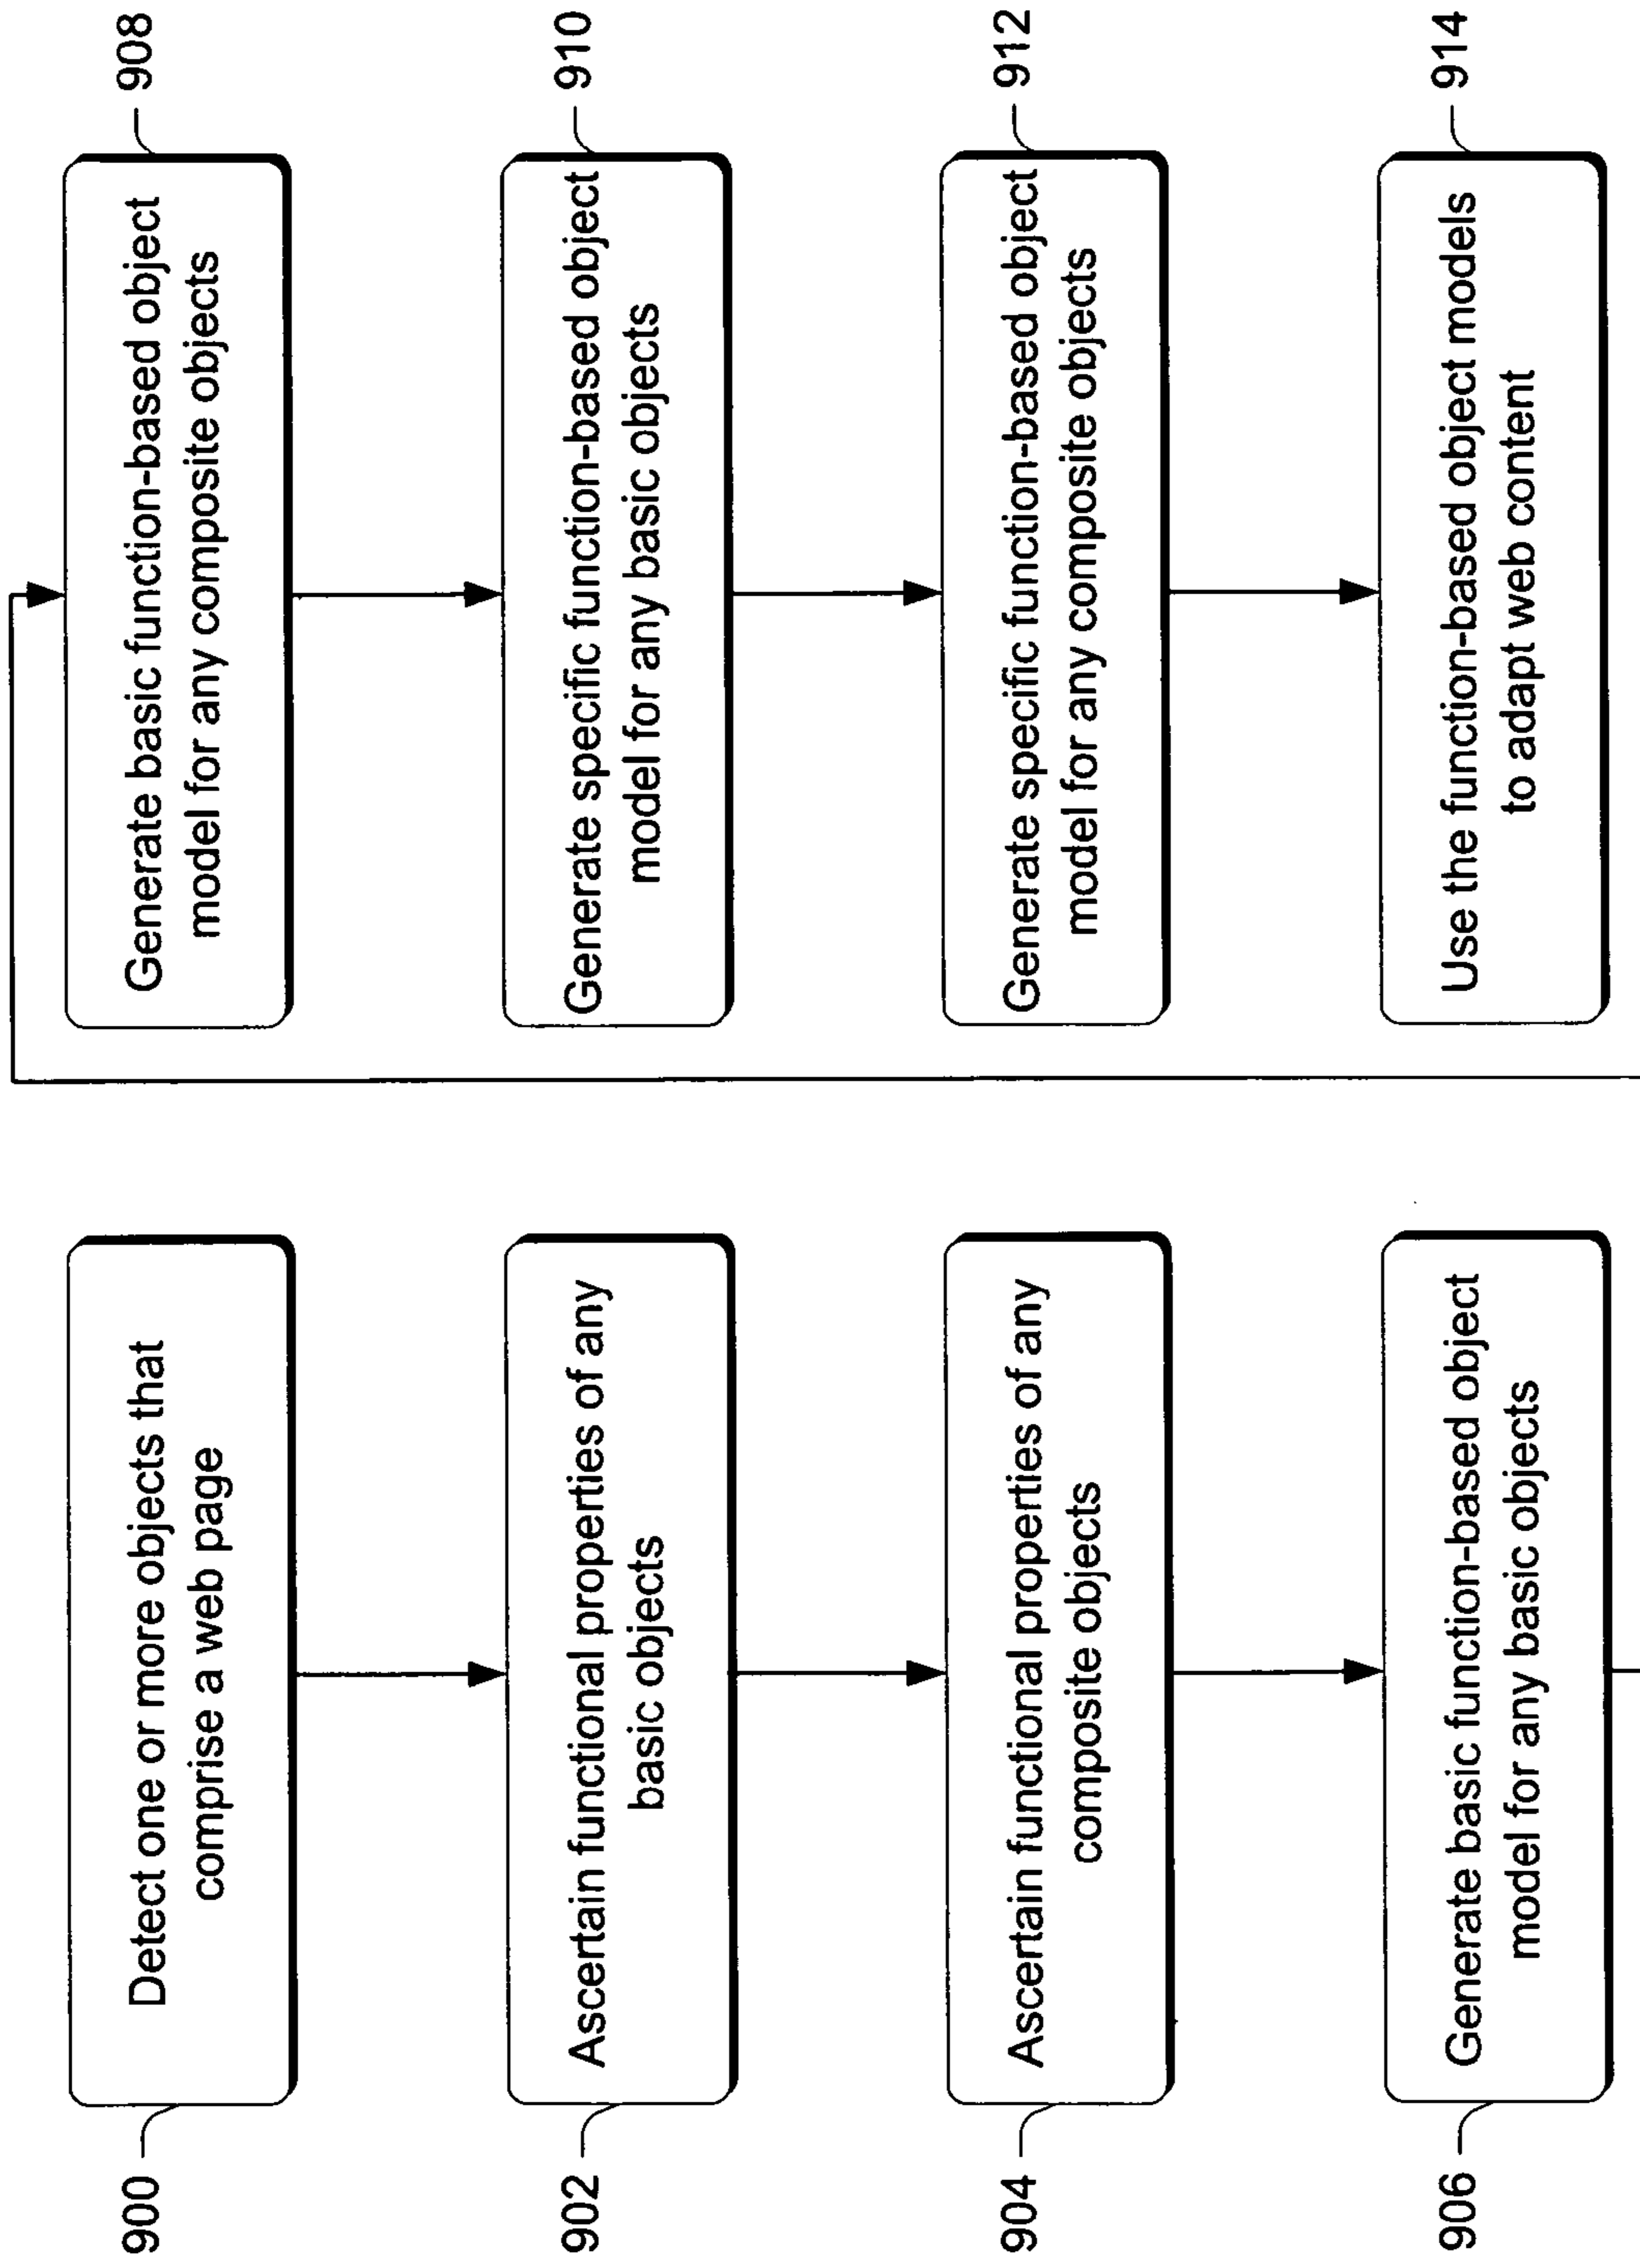 900
Detect one or more objects that
comprise a web page
902
Ascertain functional properties of any
basic objects
904
Ascertain functional properties of any
composite objects
906
Generate basic function-based object
model for any basic objects
Generate basic function-based object
model for any composite objects
908
Generate specific function-based object
model for any basic objects
910
Generate specific function-based object
model for any composite objects
912
Use the function-based object models
to adapt web content
914